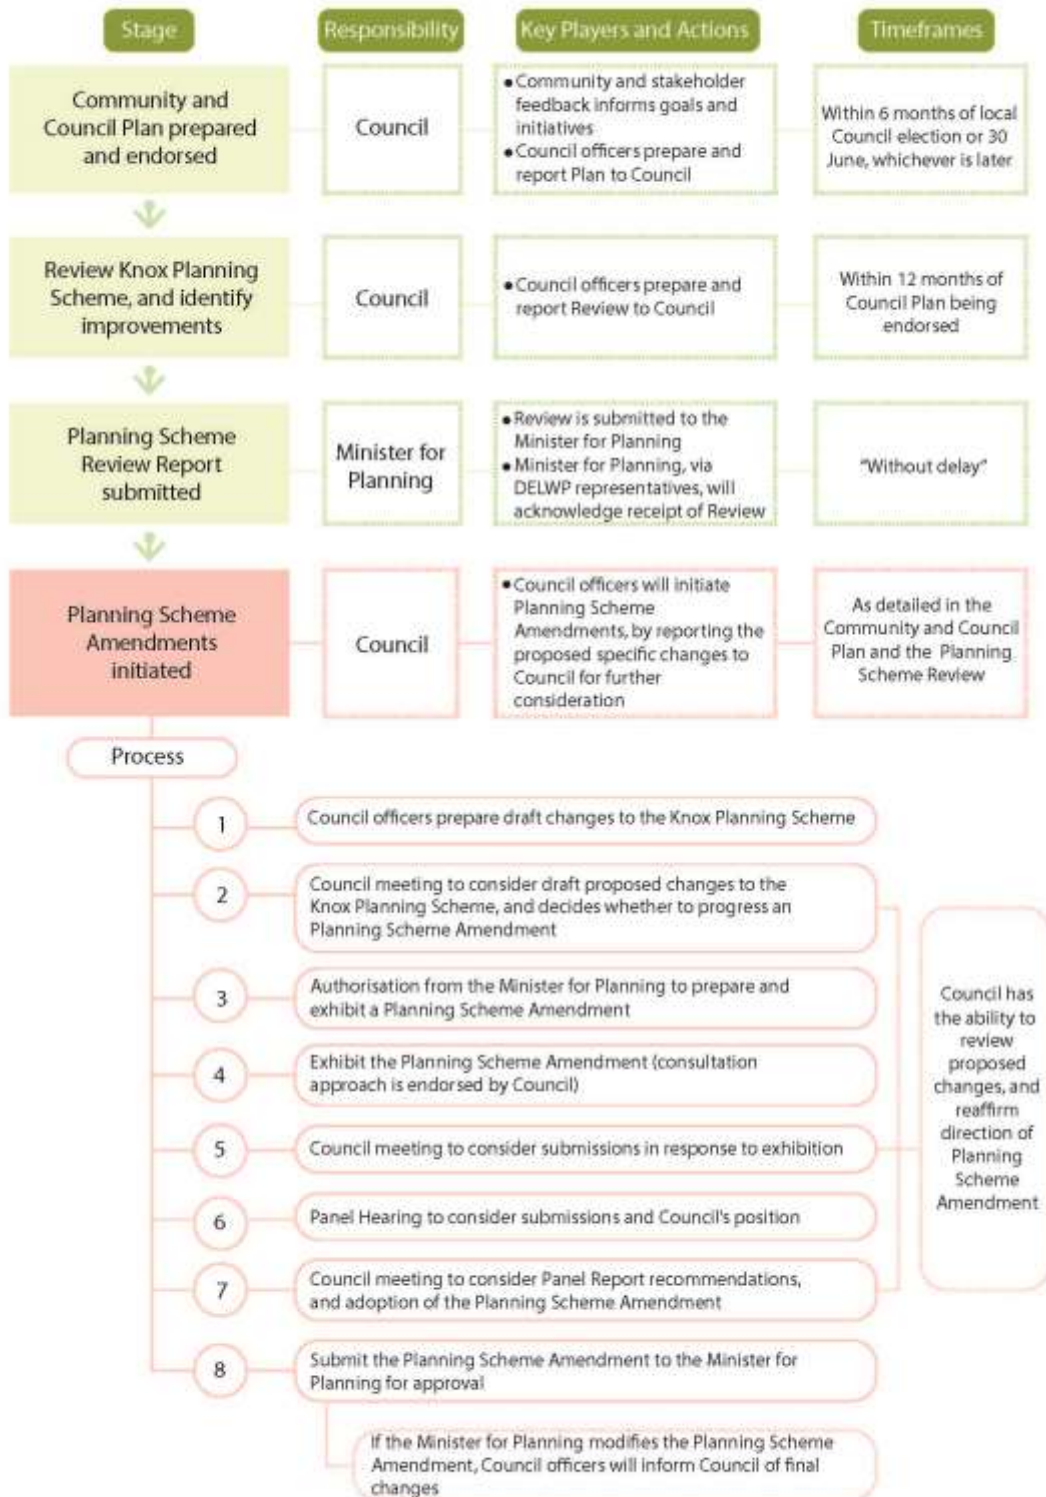 Stage
Responsibility
Key Players and Actions
Timeframes
Community and
Council Plan prepared
and endorsed
Council
• Community and stakeholder
feedback informs goals and
initiatives
• Council officers prepare and
report Plan to Council
Within 6 months of local
Council election or 30
June, whichever is later
Review Knox Planning
Scheme, and identify
improvements
Council
• Council officers prepare and
report Review to Council
Within 12 months of
Council Plan being
endorsed
Planning Scheme
Review Report
submitted
Minister for
Planning
• Review is submitted to the
Minister for Planning
• Minister for Planning, via
DELWP representatives, will
acknowledge receipt of Review
"Without delay"
Planning Scheme
Amendments
initiated
Council
• Council officers will initiate
Planning Scheme
Amendments, by reporting the
proposed specific changes to
Council for further
consideration
As detailed in the
Community and Council
Plan and the Planning
Scheme Review
Process
1
Council officers prepare draft changes to the Knox Planning Scheme
2
Council meeting to consider draft proposed changes to the
Knox Planning Scheme, and decides whether to progress an
Planning Scheme Amendment
3
Authorisation from the Minister for Planning to prepare and
exhibit a Planning Scheme Amendment
4
Exhibit the Planning Scheme Amendment (consultation
approach is endorsed by Council)
5
Council meeting to consider submissions in response to exhibition
6
Panel Hearing to consider submissions and Council's position
7
Council meeting to consider Panel Report recommendations,
and adoption of the Planning Scheme Amendment
8
Submit the Planning Scheme Amendment to the Minister for
Planning for approval
If the Minister for Planning modifies the Planning Scheme
Amendment, Council officers will inform Council of final
changes
Council has
the ability to
review
proposed
changes, and
reaffirm
direction of
Planning
Scheme
Amendment